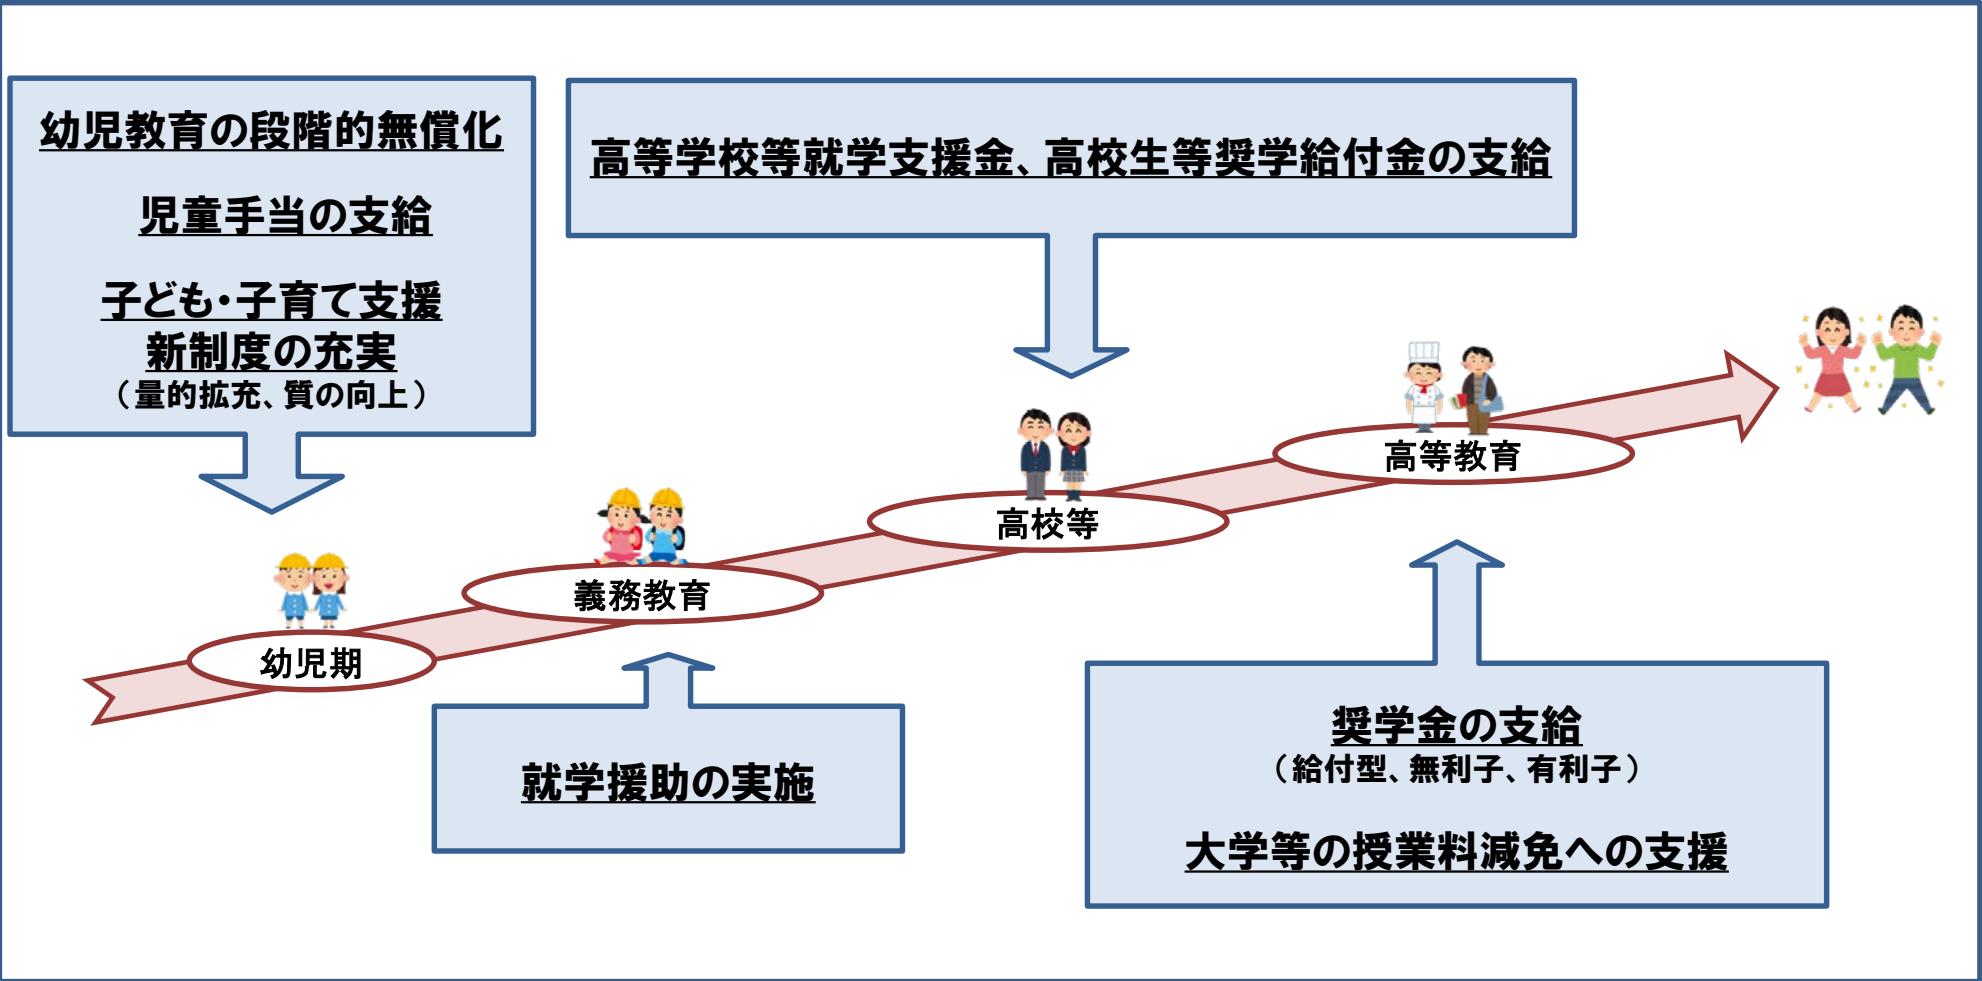 幼児教育の段階的無償化
児童手当の支給
子ども・子育て支援
新制度の充実
（量的拡充、質の向上）
高等学校等就学支援金、高校生等奨学給付金の支給
高等教育
高校等
義務教育
幼児期
就学援助の実施
奨学金の支給
（給付型、無利子、有利子）
大学等の授業料減免への支援